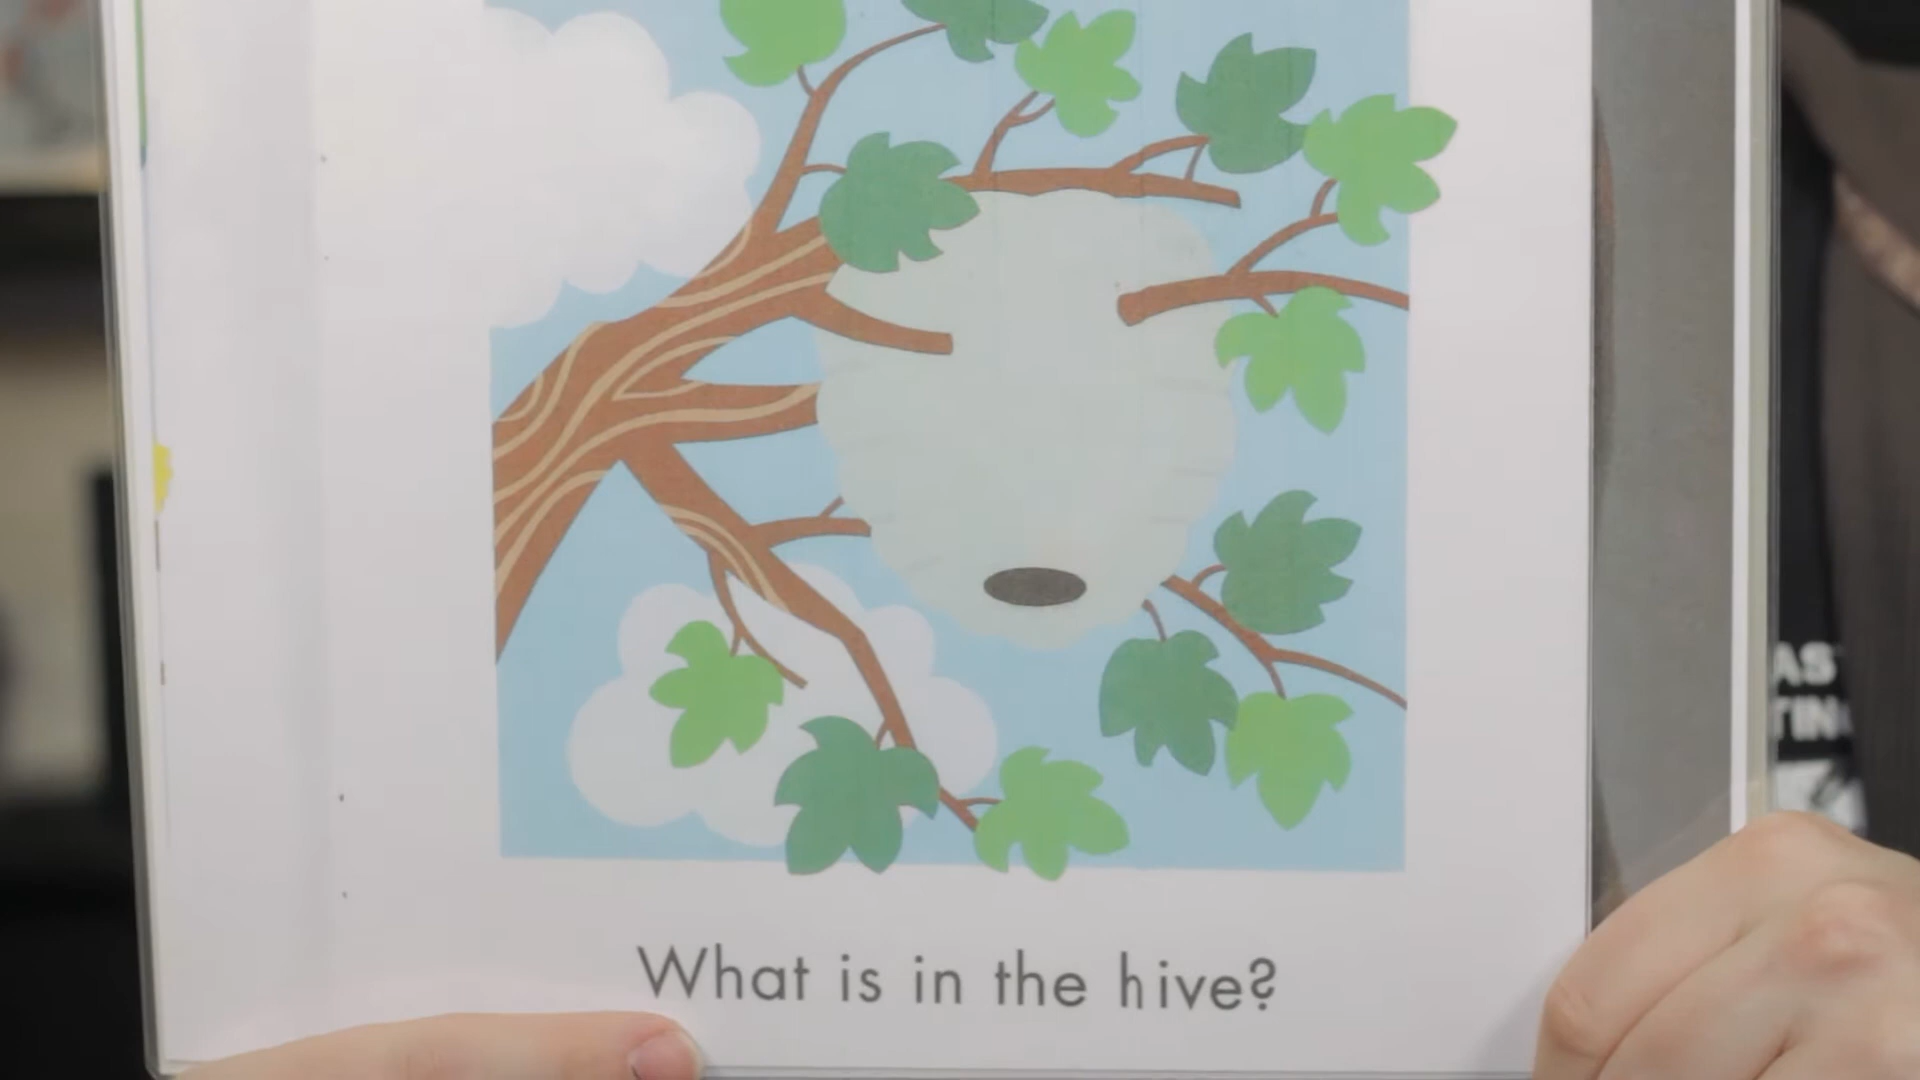 What is in the hive?